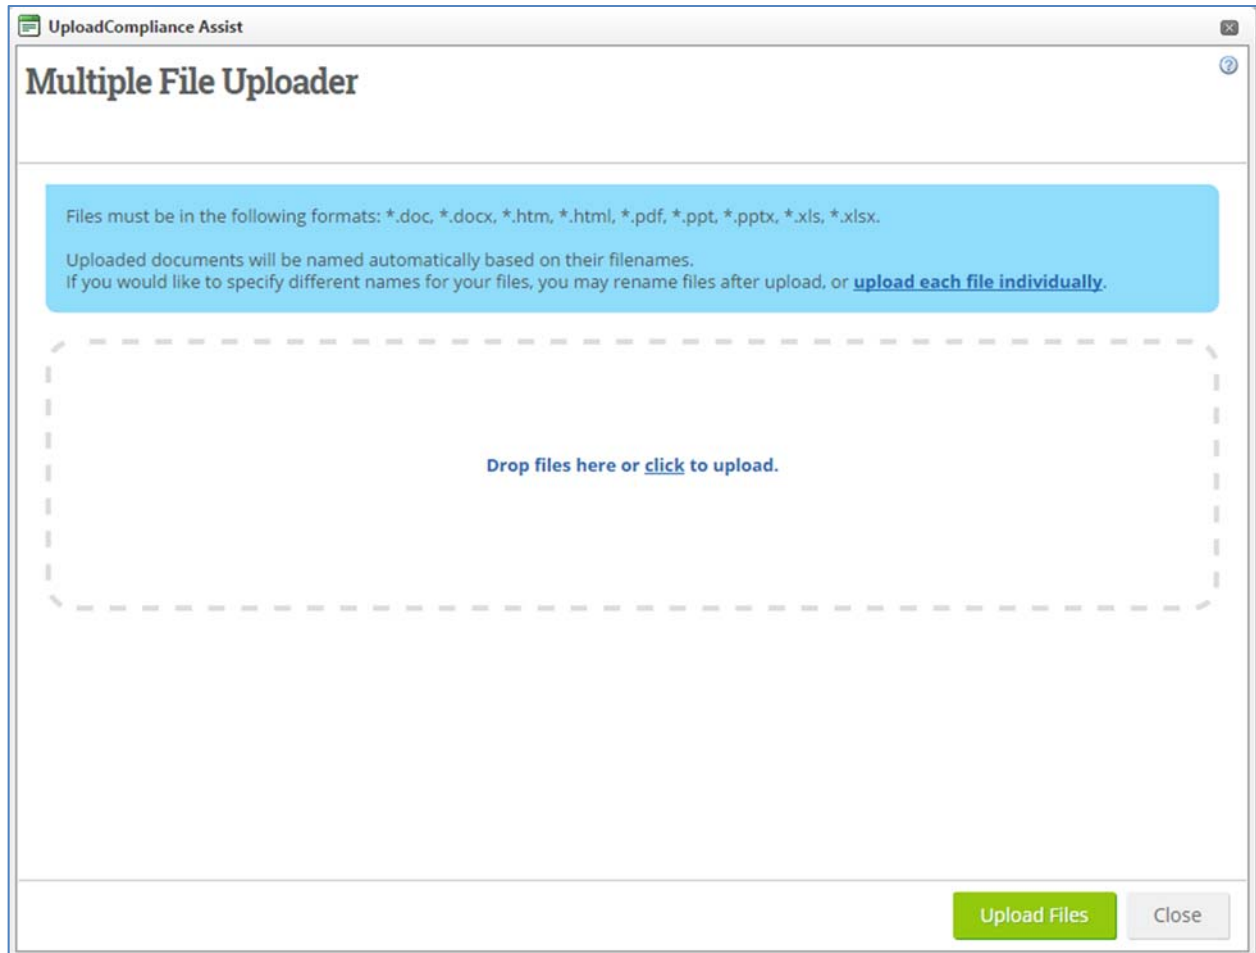 UploadCompliance Assist
Multiple File Uploader
Files must be in the following formats: *.doc, *.docx, *.htm, *.html, *.pdf, *.ppt, *.pptx, *.xls, *.xlsx.
Uploaded documents will be named automatically based on their filenames.
If you would like to specify different names for your files, you may rename files after upload, or upload each file individually.
Drop files here or click to upload.
Upload Files
Close